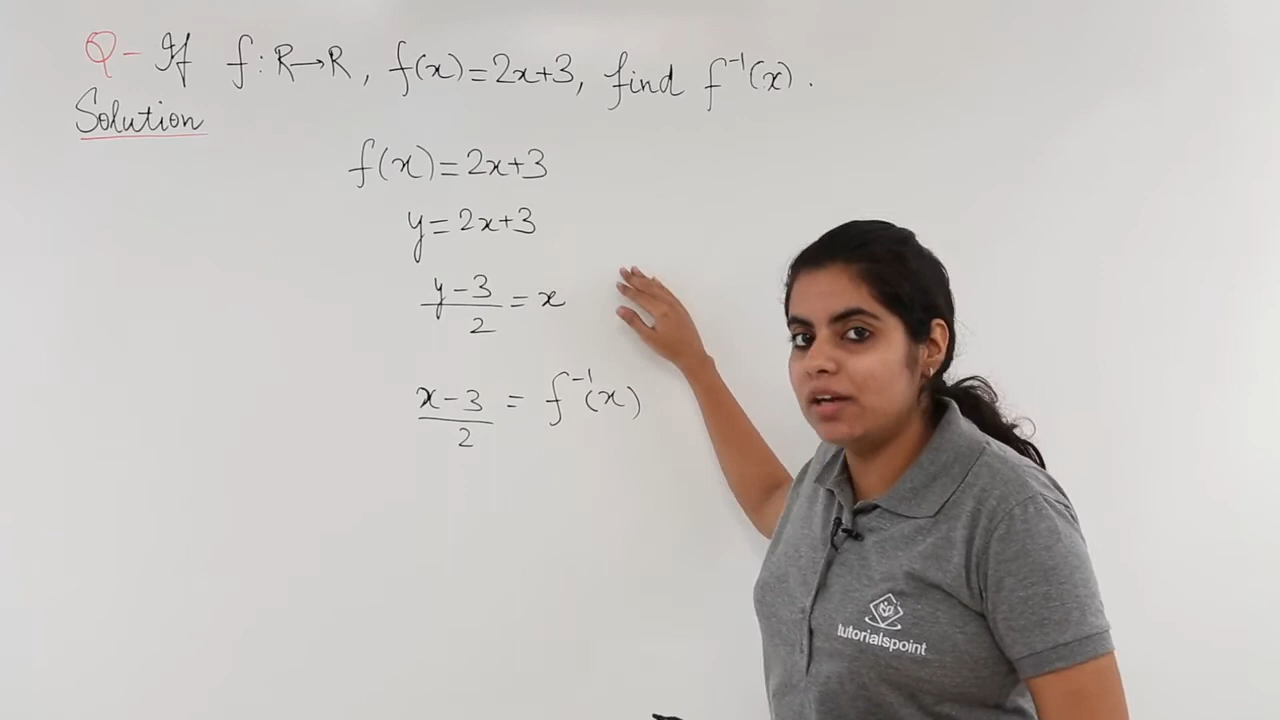 Q- If f: R→R, f(x)=2x+3, find f⁻¹(x).
Solution
f(x)=2x+3
y=2x+3
y-3/2 = x
x-3/2 = f⁻¹(x)
tutorialspoint